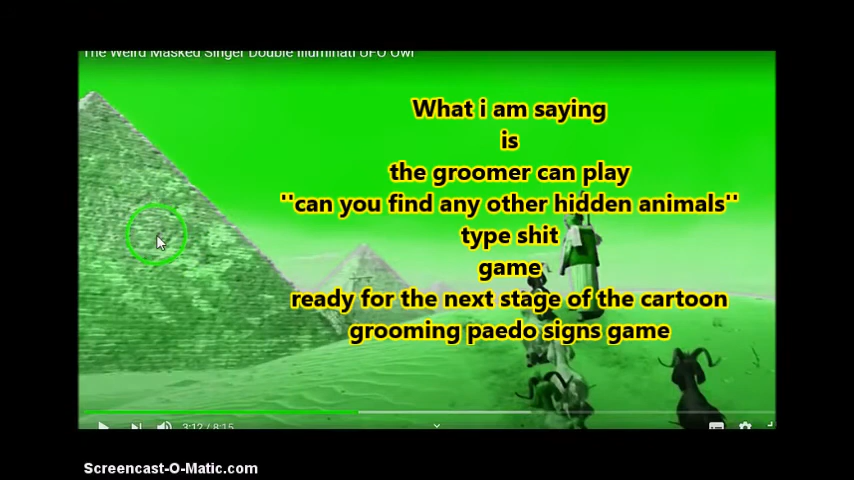 The Weird Masked Singer Double Illuminati UFO Owl
What i am saying
is
the groomer can play
''can you find any other hidden animals''
type shit
game
ready for the next stage of the cartoon
grooming paedo signs game
3:12 / 8:15
Screencast-O-Matic.com